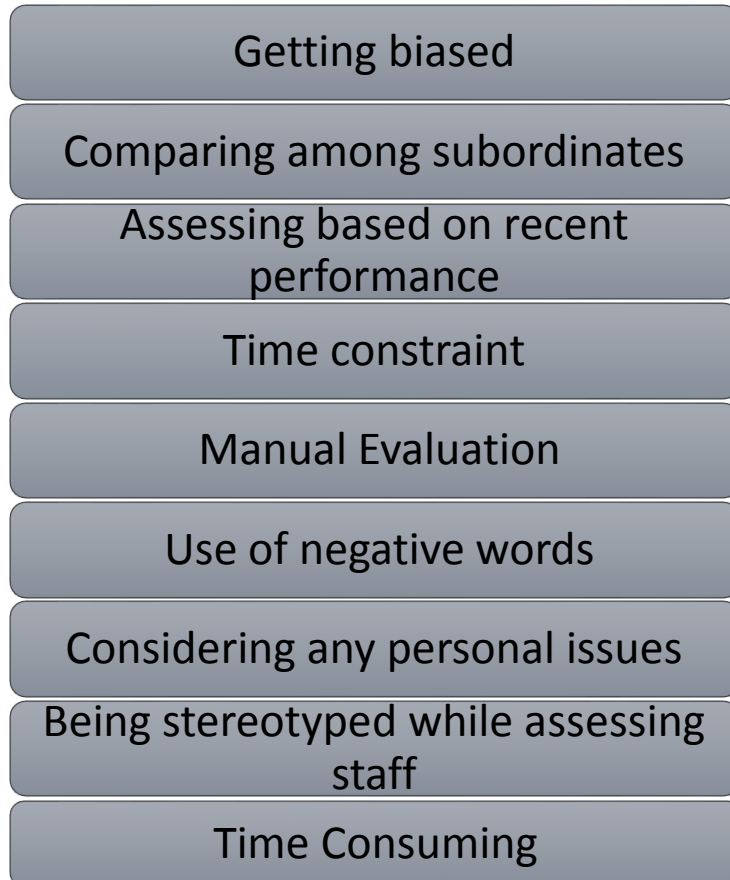 Getting biased
Comparing among subordinates
Assessing based on recent
performance
Time constraint
Manual Evaluation
Use of negative words
Considering any personal issues
Being stereotyped while assessing
staff
Time Consuming